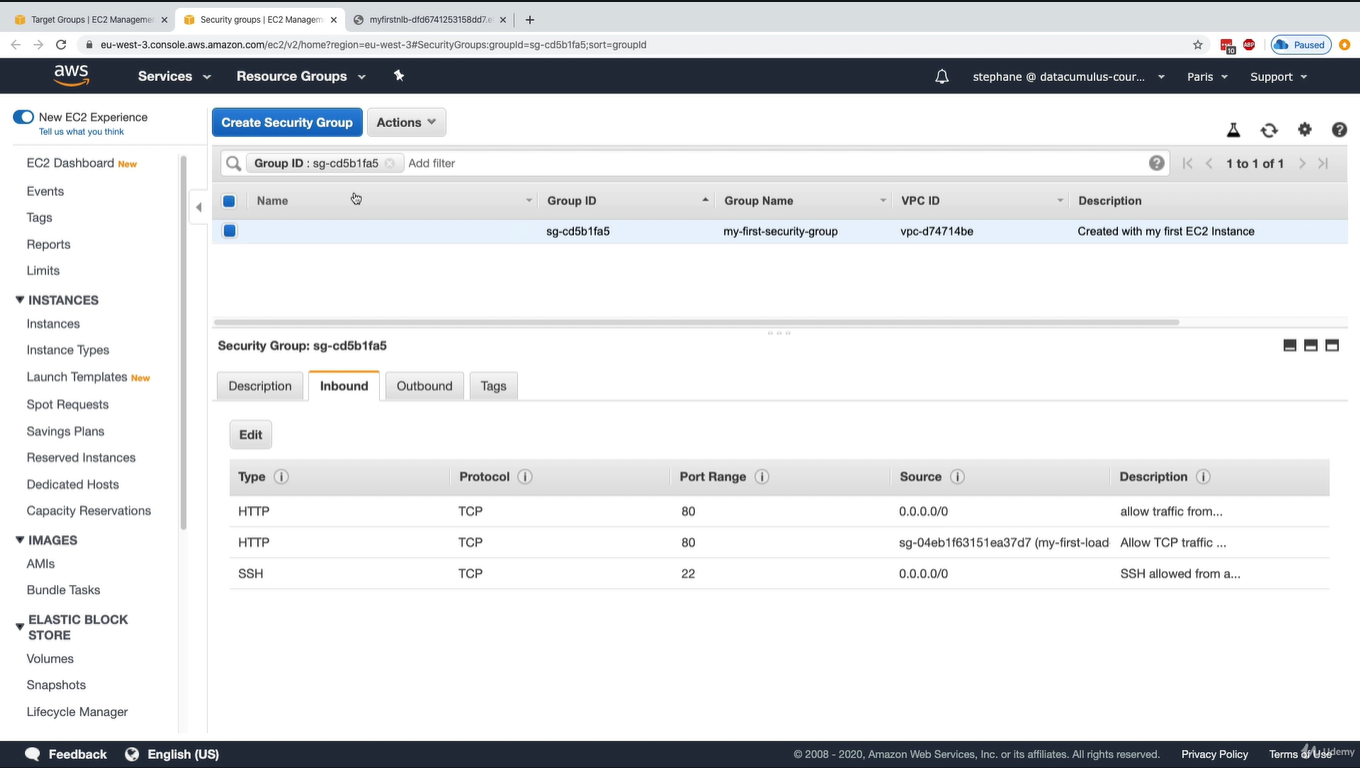 Target Groups | EC2 Manageme
Security groups | EC2 Managemen
myfirstnlb-dfd6741253158dd7.e
eu-west-3.console.aws.amazon.com/ec2/v2/home?region=eu-west-3#SecurityGroups:groupId=sg-cd5b1fa5;sort=groupId
10
ABP
Paused
aws
Services
Resource Groups
stephane @ datacumulus-cour...
Paris
Support
New EC2 Experience
Tell us what you think
EC2 Dashboard New
Events
Tags
Reports
Limits
INSTANCES
Instances
Instance Types
Launch Templates New
Spot Requests
Savings Plans
Reserved Instances
Dedicated Hosts
Capacity Reservations
IMAGES
AMIs
Bundle Tasks
ELASTIC BLOCK
STORE
Volumes
Snapshots
Lifecycle Manager
Create Security Group
Actions
Group ID : sg-cd5b1fa5 Add filter
1 to 1 of 1
Name Group ID Group Name VPC ID Description
sg-cd5b1fa5 my-first-security-group vpc-d74714be Created with my first EC2 Instance
Security Group: sg-cd5b1fa5
Description Inbound Outbound Tags
Edit
Type Protocol Port Range Source Description
HTTP TCP 80 0.0.0.0/0 allow traffic from...
HTTP TCP 80 sg-04eb1f63151ea37d7 (my-first-load Allow TCP traffic ...
SSH TCP 22 0.0.0.0/0 SSH allowed from a...
Feedback
English (US)
© 2008 - 2020, Amazon Web Services, Inc. or its affiliates. All rights reserved.
Privacy Policy
Terms of Use
Udemy